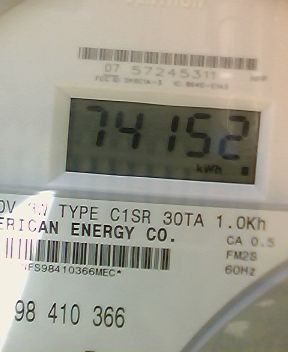 07 57245311
74152
kWh
TYPE C1SR 30TA 1.0Kh
ERICAN ENERGY CO.
CA 0.5
FM2S
60Hz
98 410 366